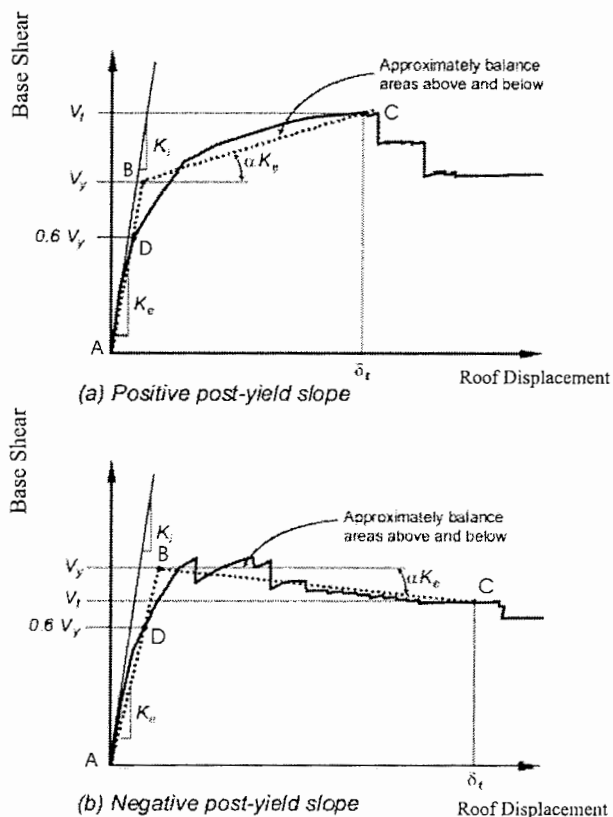 Base Shear
Approximately balance
areas above and below
V_t
C
K_i
B
αK_e
V_y
0.6 V_y
D
K_e
A
δ_t
Roof Displacement
(a) Positive post-yield slope
Base Shear
Approximately balance
areas above and below
K_i
B
V_y
αK_e
C
V_t
0.6 V_y
D
K_e
A
δ_t
(b) Negative post-yield slope
Roof Displacement